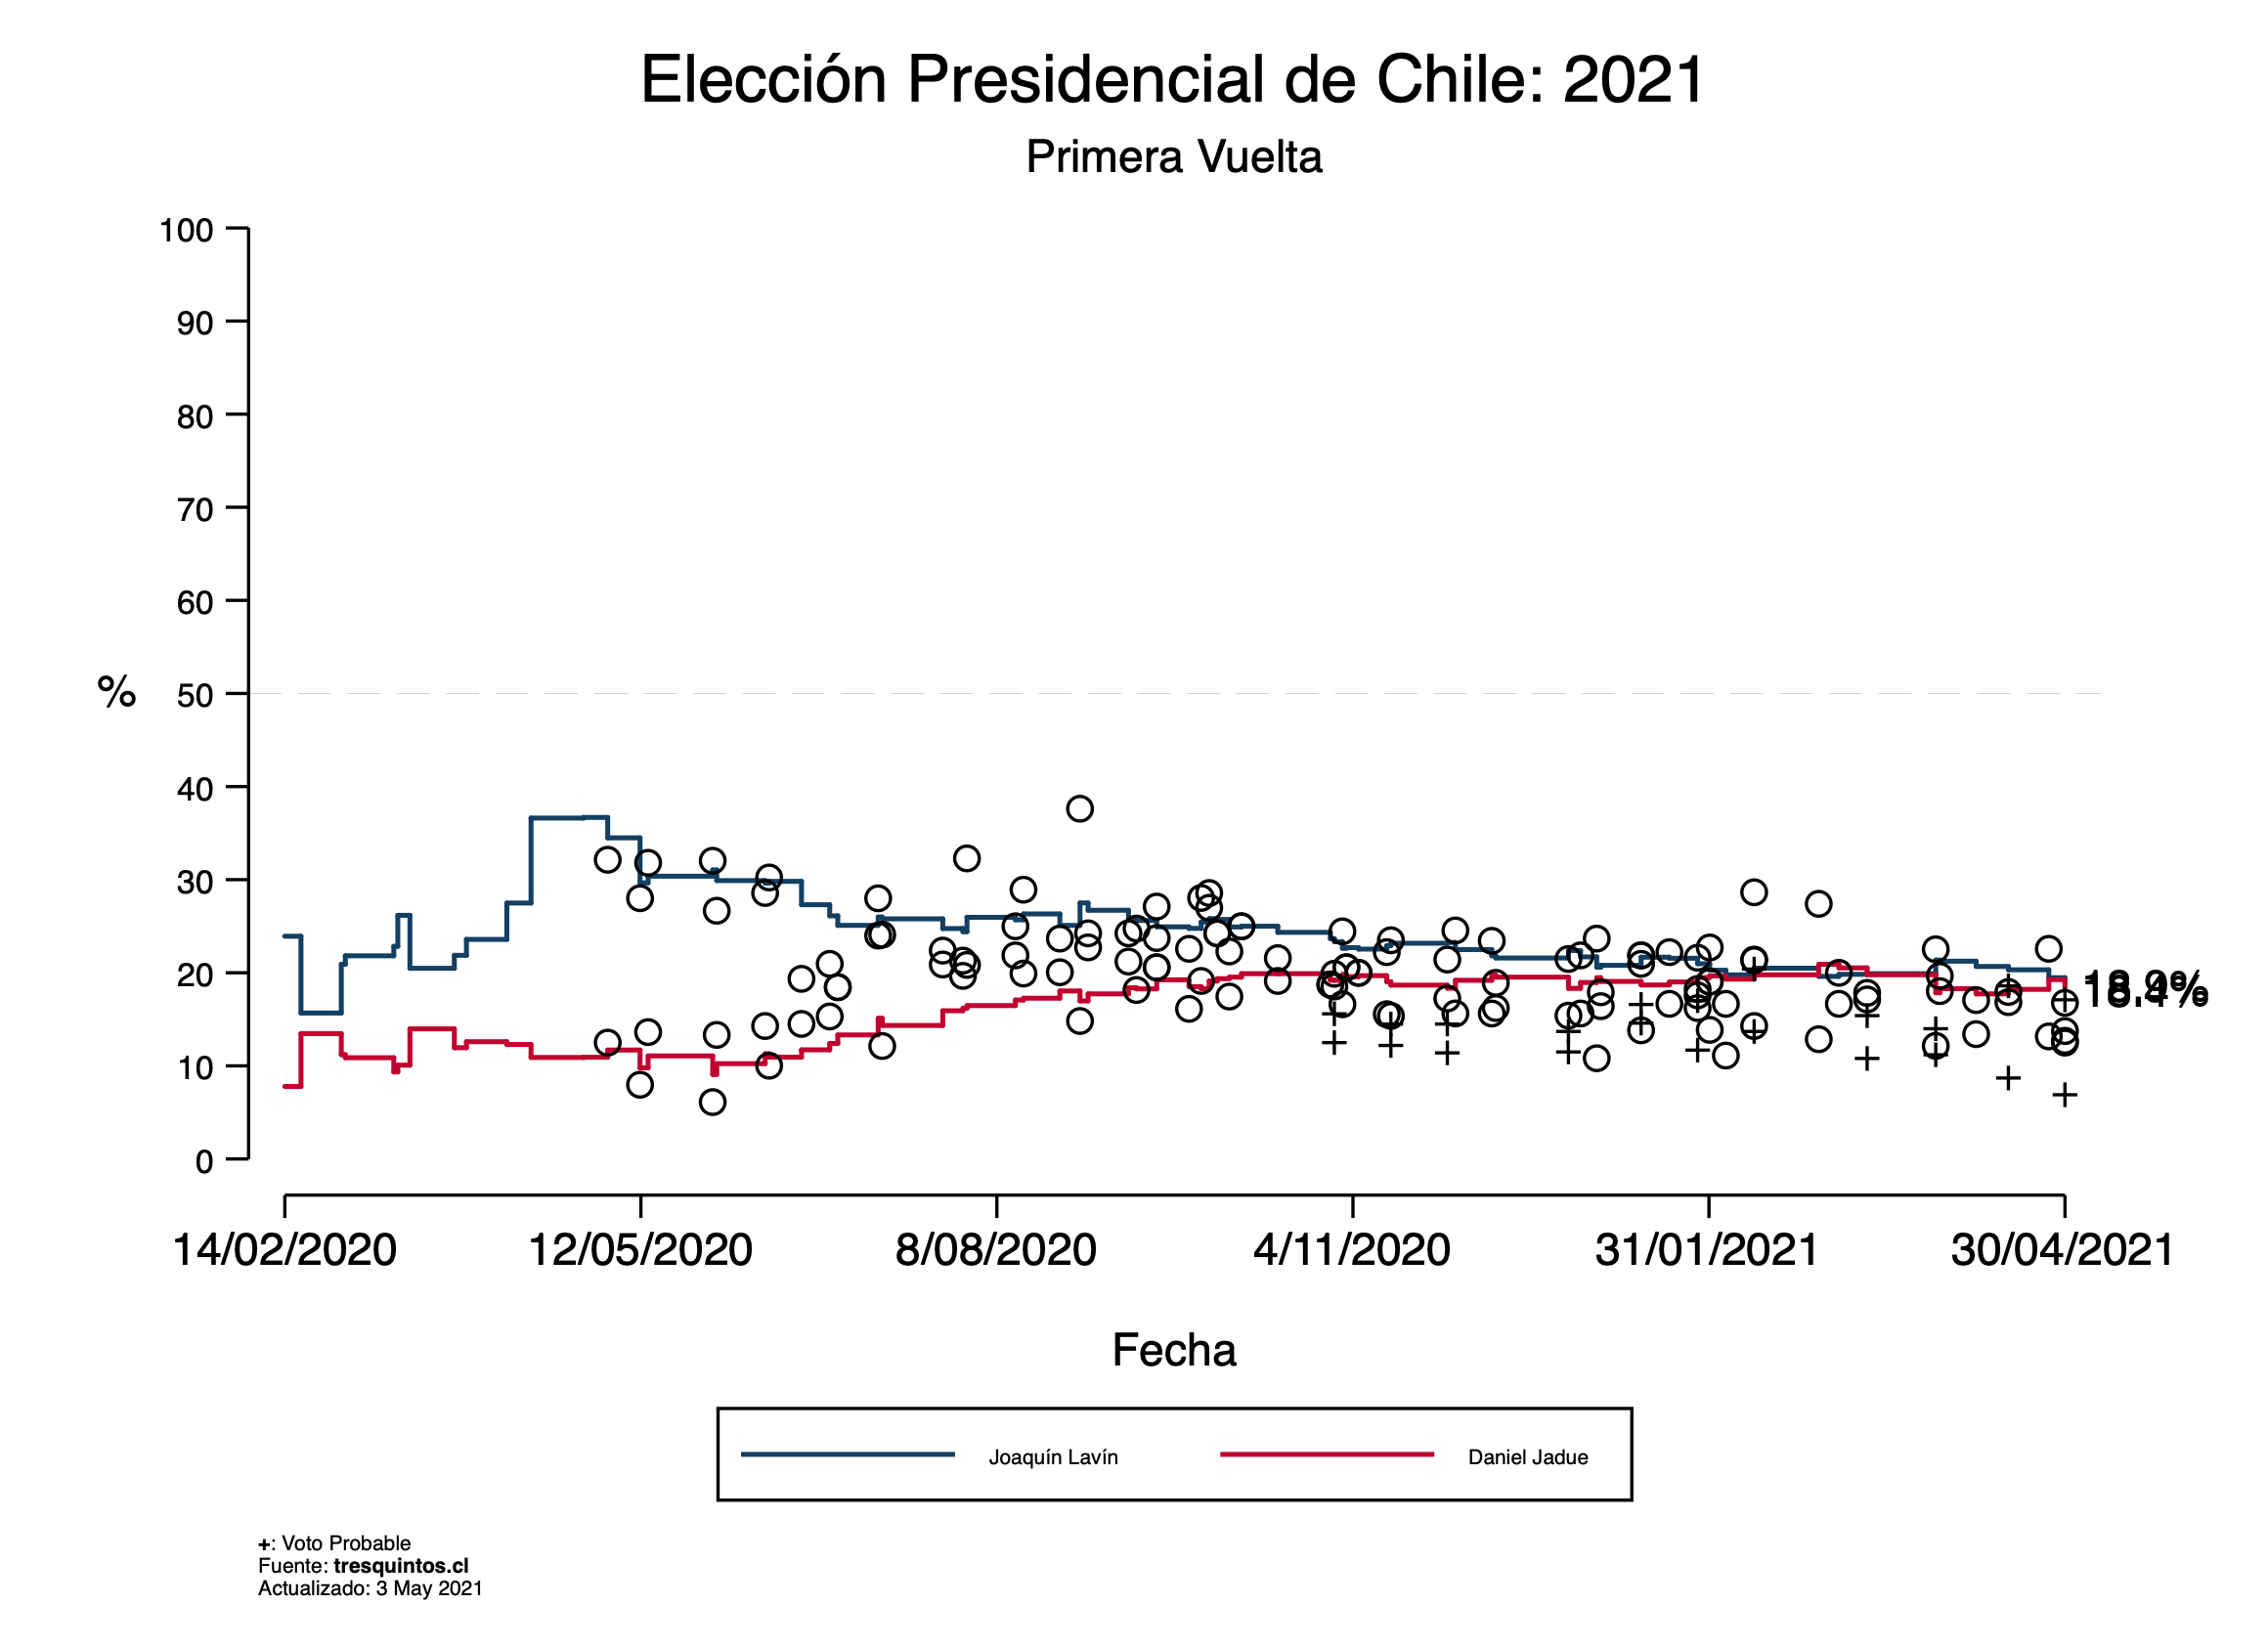 Elección Presidencial de Chile: 2021
Primera Vuelta
100
90
80
70
60
%
50
40
30
20
10
0
14/02/2020 12/05/2020 8/08/2020 4/11/2020 31/01/2021 30/04/2021
Fecha
Joaquín Lavín Daniel Jadue
+: Voto Probable
Fuente: tresquintos.cl
Actualizado: 3 May 2021